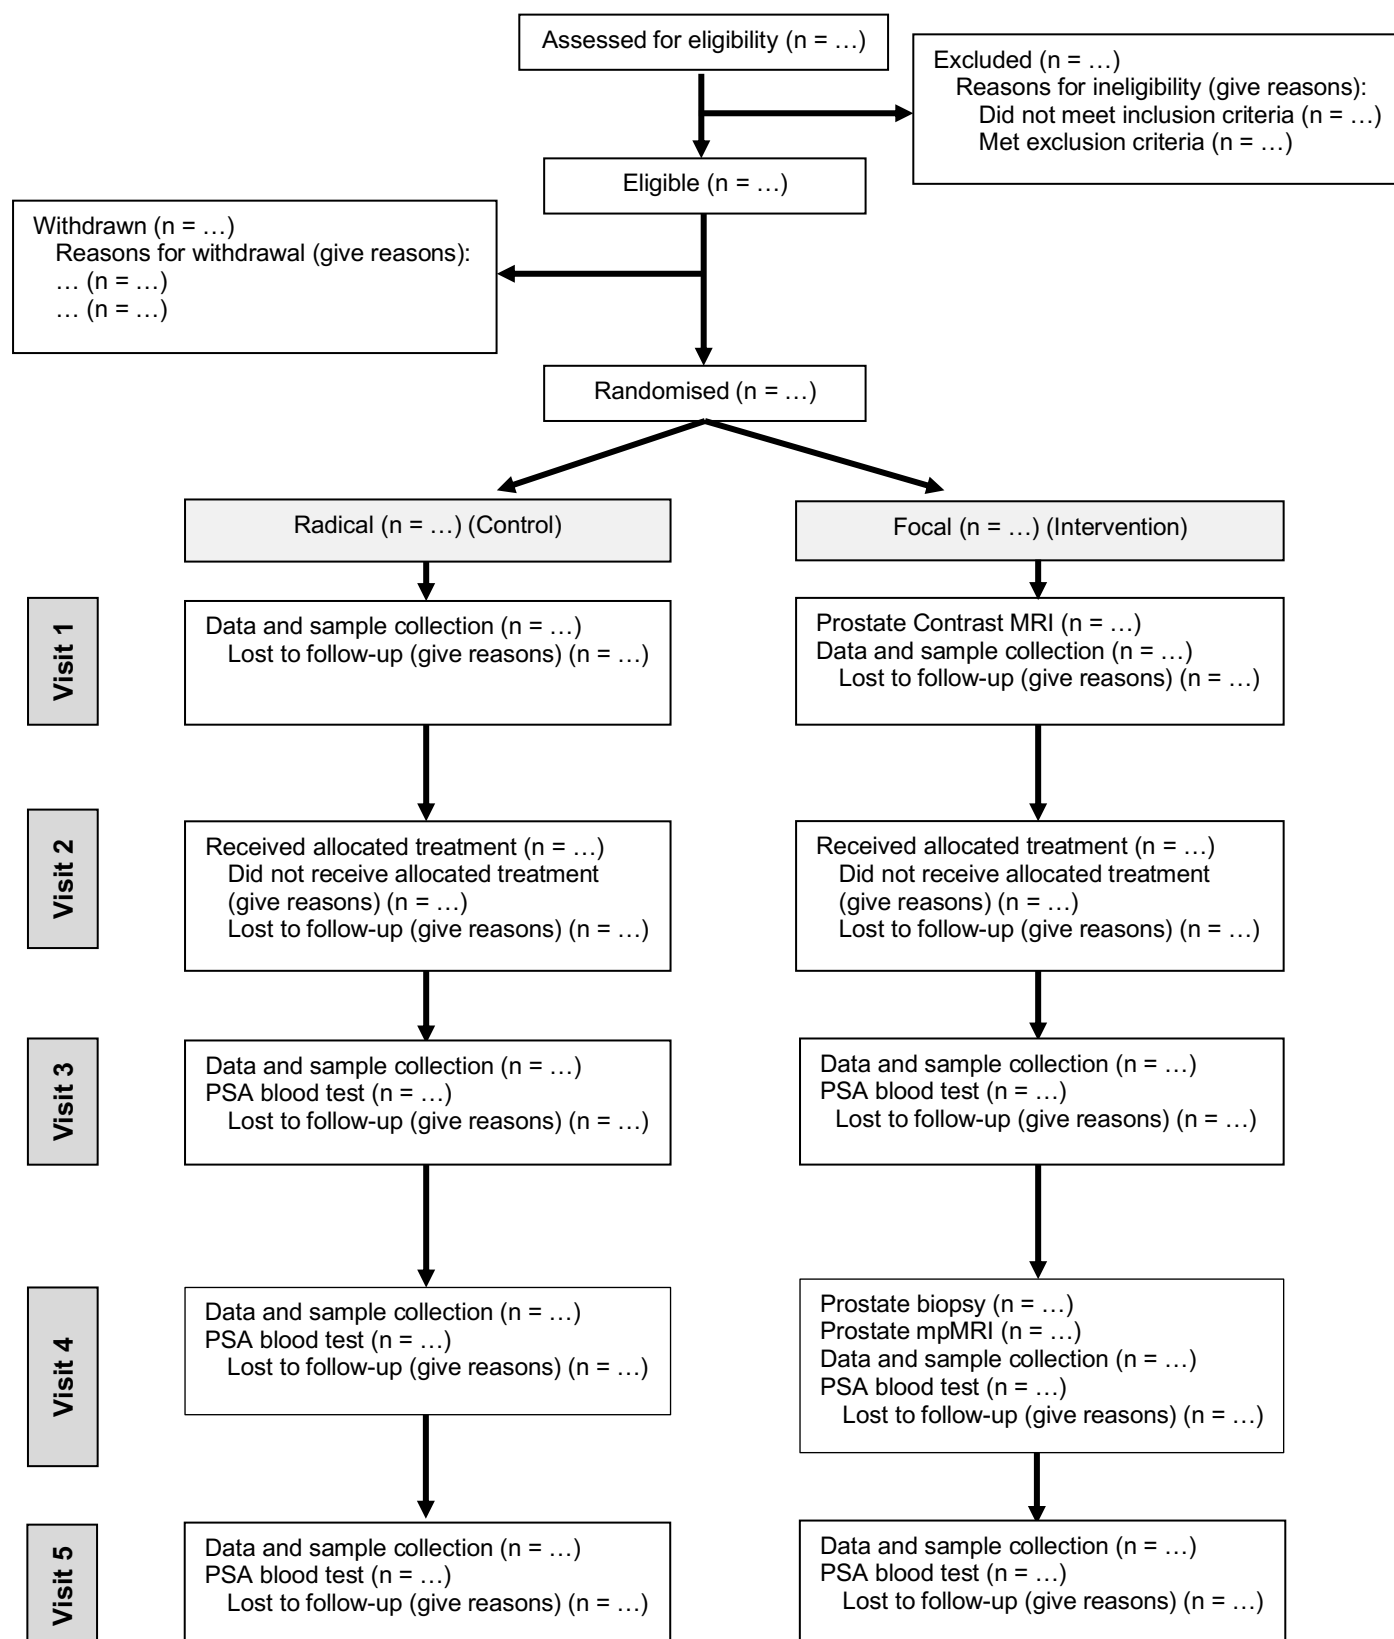 Assessed for eligibility (n = …)
Excluded (n = …)
Reasons for ineligibility (give reasons):
Did not meet inclusion criteria (n = …)
Met exclusion criteria (n = …)
Eligible (n = …)
Withdrawn (n = …)
Reasons for withdrawal (give reasons):
… (n = …)
… (n = …)
Randomised (n = …)
Radical (n = …) (Control)
Focal (n = …) (Intervention)
Visit 1
Data and sample collection (n = …)
Lost to follow-up (give reasons) (n = …)
Prostate Contrast MRI (n = …)
Data and sample collection (n = …)
Lost to follow-up (give reasons) (n = …)
Visit 2
Received allocated treatment (n = …)
Did not receive allocated treatment
(give reasons) (n = …)
Lost to follow-up (give reasons) (n = …)
Received allocated treatment (n = …)
Did not receive allocated treatment
(give reasons) (n = …)
Lost to follow-up (give reasons) (n = …)
Visit 3
Data and sample collection (n = …)
PSA blood test (n = …)
Lost to follow-up (give reasons) (n = …)
Data and sample collection (n = …)
PSA blood test (n = …)
Lost to follow-up (give reasons) (n = …)
Visit 4
Data and sample collection (n = …)
PSA blood test (n = …)
Lost to follow-up (give reasons) (n = …)
Prostate biopsy (n = …)
Prostate mpMRI (n = …)
Data and sample collection (n = …)
PSA blood test (n = …)
Lost to follow-up (give reasons) (n = …)
Visit 5
Data and sample collection (n = …)
PSA blood test (n = …)
Lost to follow-up (give reasons) (n = …)
Data and sample collection (n = …)
PSA blood test (n = …)
Lost to follow-up (give reasons) (n = …)